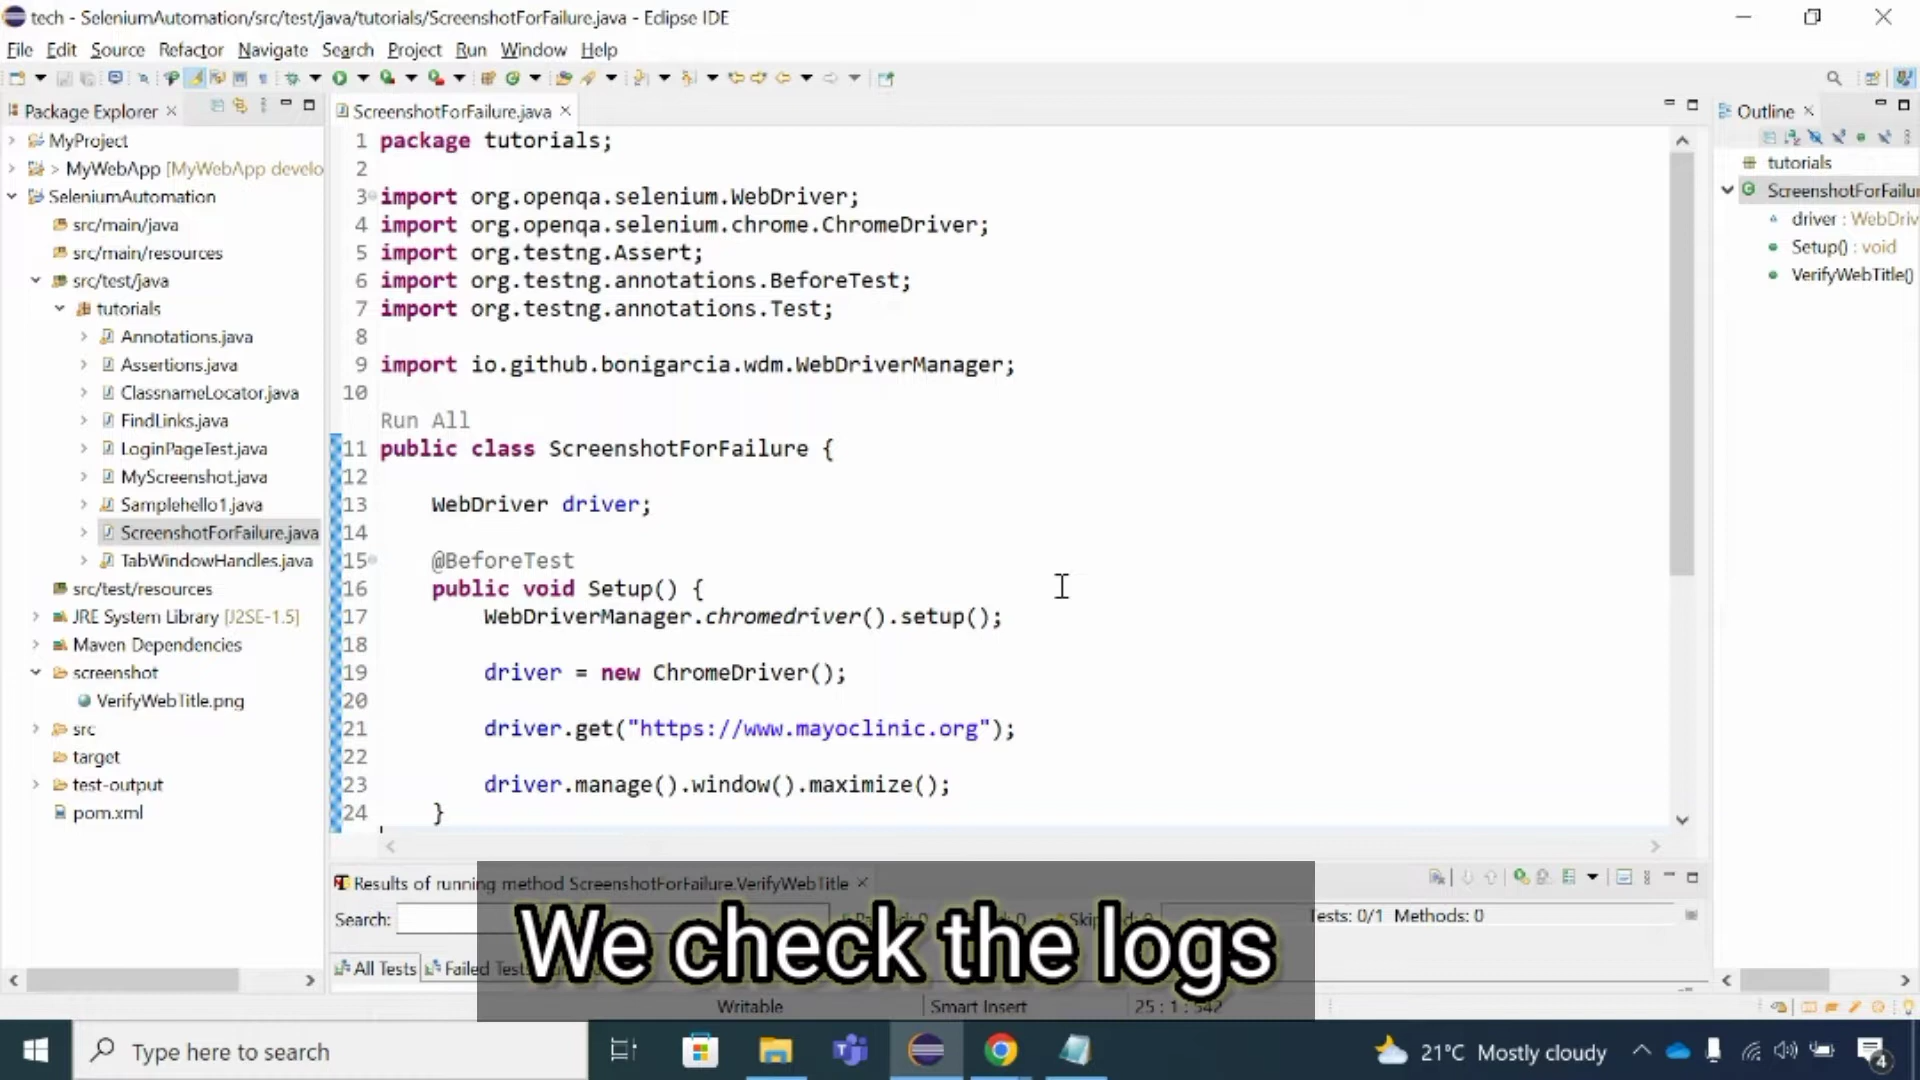 tech - SeleniumAutomation/src/test/java/tutorials/ScreenshotForFailure.java - Edipse IDE
File Edit Source Refactor Navigate Search Project Run Window Help
Package Explorer
MyProject
> MyWebApp [MyWebApp develo
SeleniumAutomation
src/main/java
src/main/resources
src/test/java
tutorials
Annotations.java
Assertions.java
ClassnameLocator.java
FindLinks.java
LoginPageTest.java
MyScreenshot.java
Samplehello1.java
ScreenshotForFailure.java
TabWindowHandles.java
src/test/resources
JRE System Library [J2SE-1.5]
Maven Dependencies
screenshot
VerifyWebTitle.png
src
target
test-output
pom.xml
ScreenshotForFailure.java
1 package tutorials;
2
3 import org.openqa.selenium.WebDriver;
4 import org.openqa.selenium.chrome.ChromeDriver;
5 import org.testng.Assert;
6 import org.testng.annotations.BeforeTest;
7 import org.testng.annotations.Test;
8
9 import io.github.bonigarcia.wdm.WebDriverManager;
10
Run All
11 public class ScreenshotForFailure {
12
13 WebDriver driver;
14
15 @BeforeTest
16 public void Setup() {
17 WebDriverManager.chromedriver().setup();
18
19 driver = new ChromeDriver();
20
21 driver.get("https://www.mayoclinic.org");
22
23 driver.manage().window().maximize();
24 }
Outline
tutorials
ScreenshotForFailur
driver : WebDriv
Setup() : void
VerifyWebTitle()
Results of running method ScreenshotForFailure.VerifyWebTitle
Search:
Tests: 0/1 Methods: 0
All Tests Failed
We check the logs
Writable Smart Insert 25 : 1 : 542
Type here to search
21°C Mostly cloudy
4